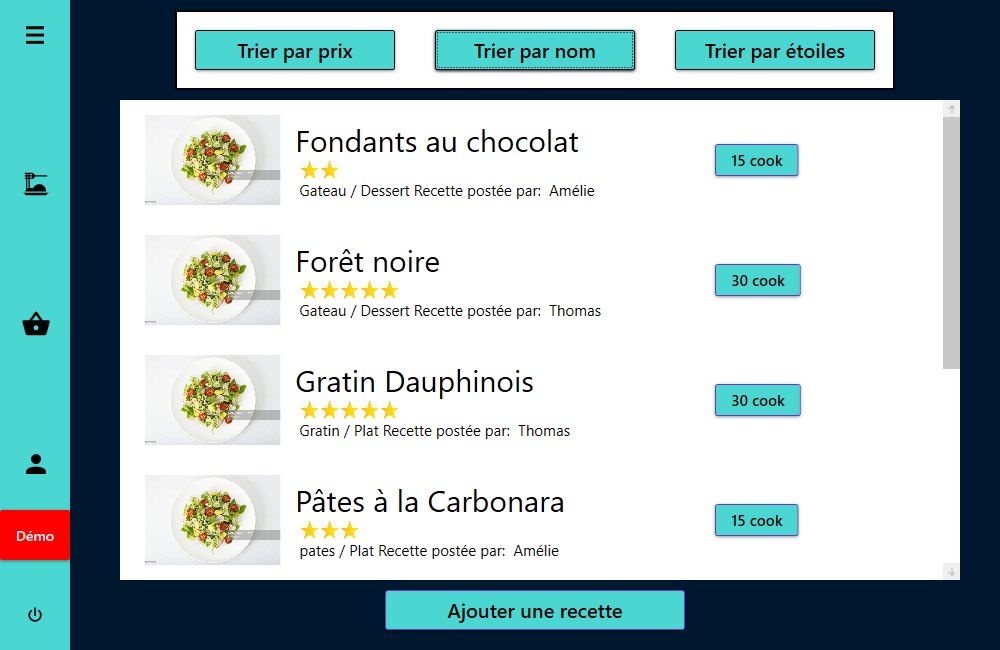 Trier par prix
Trier par nom
Trier par étoiles
Fondants au chocolat
15 cook
Gateau / Dessert Recette postée par: Amélie
Forêt noire
30 cook
Gateau / Dessert Recette postée par: Thomas
Gratin Dauphinois
30 cook
Gratin / Plat Recette postée par: Thomas
Pâtes à la Carbonara
15 cook
pates / Plat Recette postée par: Amélie
Démo
Ajouter une recette